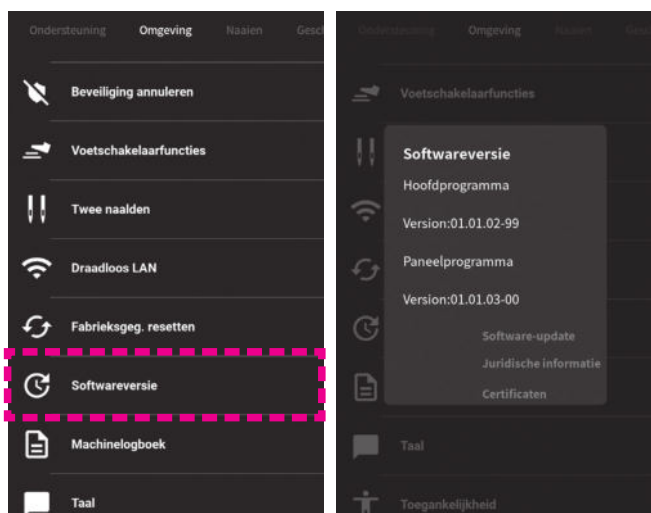 Ondersteuning Omgeving Naaien Gesch
Beveiliging annuleren
Voetschakelaarfuncties
Twee naalden
Draadloos LAN
Fabrieksgeg. resetten
Softwareversie
Machinelogboek
Taal
Ondersteuning Omgeving Naaien Gesc
Voetschakelaarfuncties
Softwareversie
Hoofdprogramma
Version:01.01.02-99
Paneelprogramma
Version:01.01.03-00
Software-update
Juridische informatie
Certificaten
Taal
Toegankelijkheid